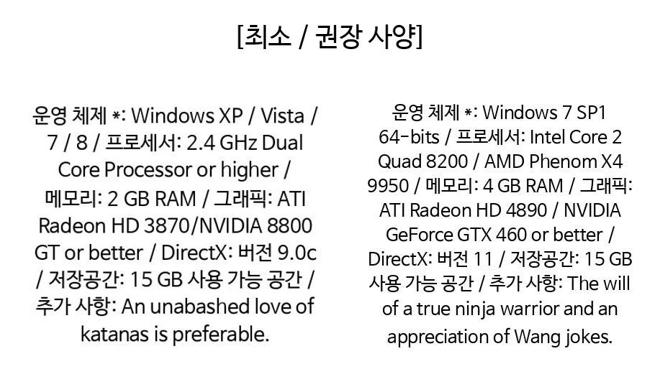 [최소 / 권장 사양]
운영 체제 *: Windows XP / Vista /
7 / 8 / 프로세서: 2.4 GHz Dual
Core Processor or higher /
메모리: 2 GB RAM / 그래픽: ATI
Radeon HD 3870/NVIDIA 8800
GT or better / DirectX: 버전 9.0c
/ 저장공간: 15 GB 사용 가능 공간 /
추가 사항: An unabashed love of
katanas is preferable.
운영 체제 *: Windows 7 SP1
64-bits / 프로세서: Intel Core 2
Quad 8200 / AMD Phenom X4
9950 / 메모리: 4 GB RAM / 그래픽:
ATI Radeon HD 4890 / NVIDIA
GeForce GTX 460 or better /
DirectX: 버전 11 / 저장공간: 15 GB
사용 가능 공간 / 추가 사항: The will
of a true ninja warrior and an
appreciation of Wang jokes.